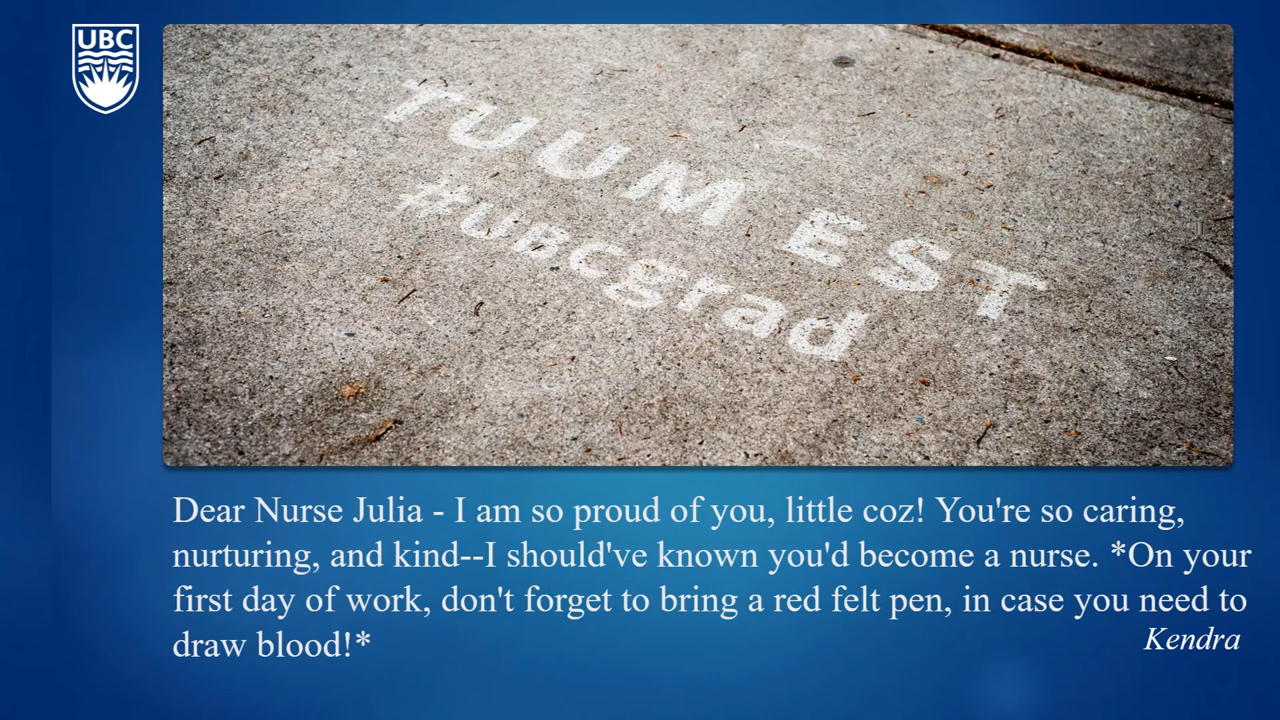 UBC
TUUM EST
#UBCgrad
Dear Nurse Julia - I am so proud of you, little coz! You're so caring,
nurturing, and kind--I should've known you'd become a nurse. *On your
first day of work, don't forget to bring a red felt pen, in case you need to
draw blood!*
Kendra